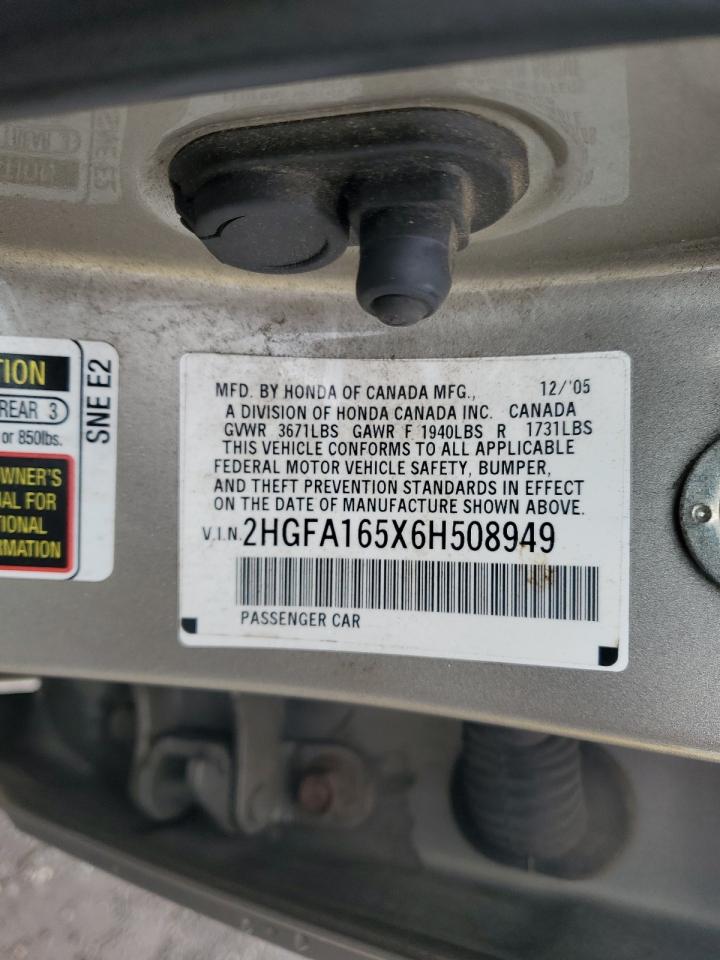 TION
REAR 3
or 850lbs.
SNE E2
WNER'S
AL FOR
TIONAL
RMATION
MFD. BY HONDA OF CANADA MFG., 12/'05
A DIVISION OF HONDA CANADA INC. CANADA
GVWR 3671LBS GAWR F 1940LBS R 1731LBS
THIS VEHICLE CONFORMS TO ALL APPLICABLE
FEDERAL MOTOR VEHICLE SAFETY, BUMPER,
AND THEFT PREVENTION STANDARDS IN EFFECT
ON THE DATE OF MANUFACTURE SHOWN ABOVE.
V.I.N. 2HGFA165X6H508949
PASSENGER CAR